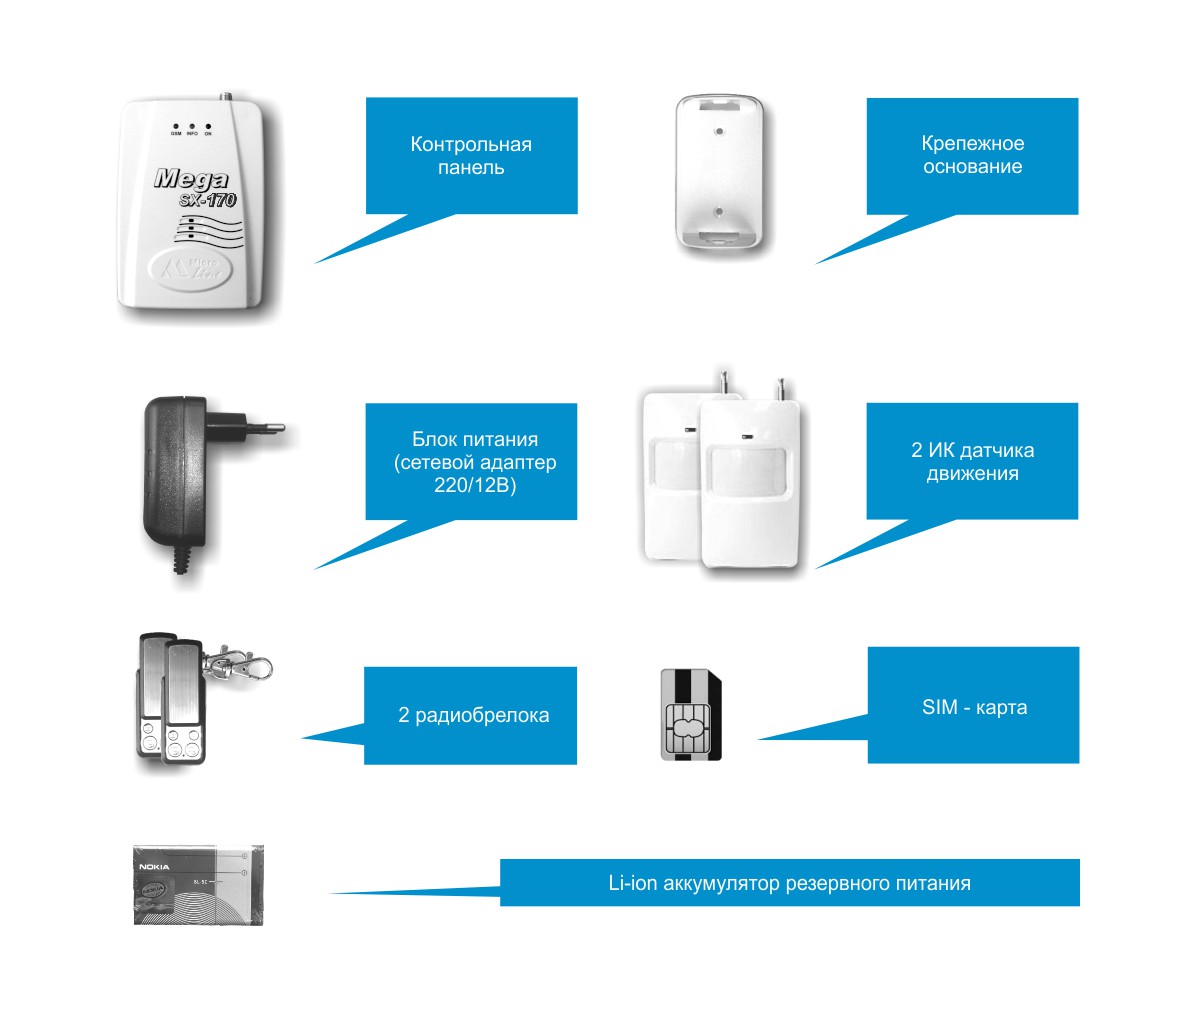 GSM INFO ON
Mega
SX-170
Micro
Line
Контрольная
панель
Крепежное
основание
Блок питания
(сетевой адаптер
220/12В)
2 ИК датчика
движения
2 радиобрелока
SIM - карта
NOKIA
BL-5C
NOKIA
Li-ion аккумулятор резервного питания